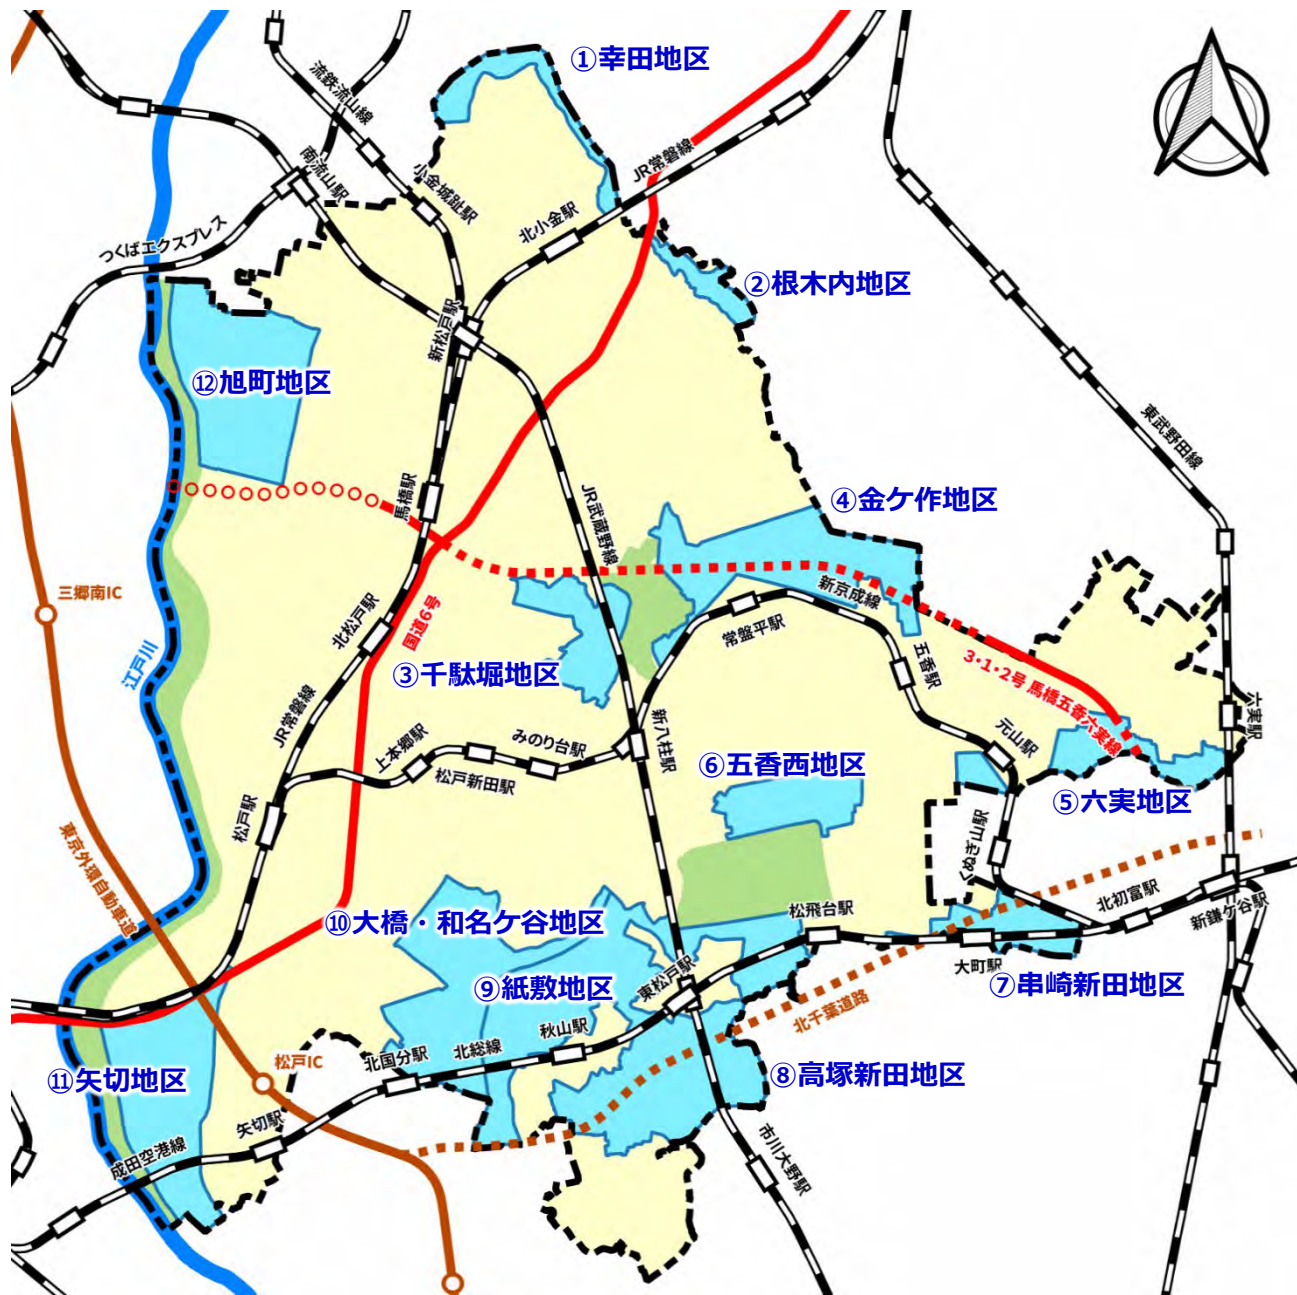 ①幸田地区
流鉄流山線
JR常磐線
南流山駅
小金城趾駅
北小金駅
つくばエクスプレス
②根木内地区
新松戸駅
⑫旭町地区
東武野田線
馬橋駅
JR武蔵野線
④金ケ作地区
三郷南IC
新京成線
北松戸駅
国道6号
常盤平駅
五香駅
江戸川
③千駄堀地区
3・1・2号 馬橋五香六実線
六実駅
JR常磐線
上本郷駅
みのり台駅
新八柱駅
元山駅
松戸新田駅
⑥五香西地区
⑤六実地区
松戸駅
くぬぎ山駅
東京外環自動車道
北初富駅
新鎌ケ谷駅
⑩大橋・和名ケ谷地区
松飛台駅
大町駅
⑨紙敷地区
東松戸駅
⑦串崎新田地区
北千葉道路
秋山駅
北総線
北国分駅
松戸IC
⑪矢切地区
⑧高塚新田地区
矢切駅
成田空港線
市川大野駅